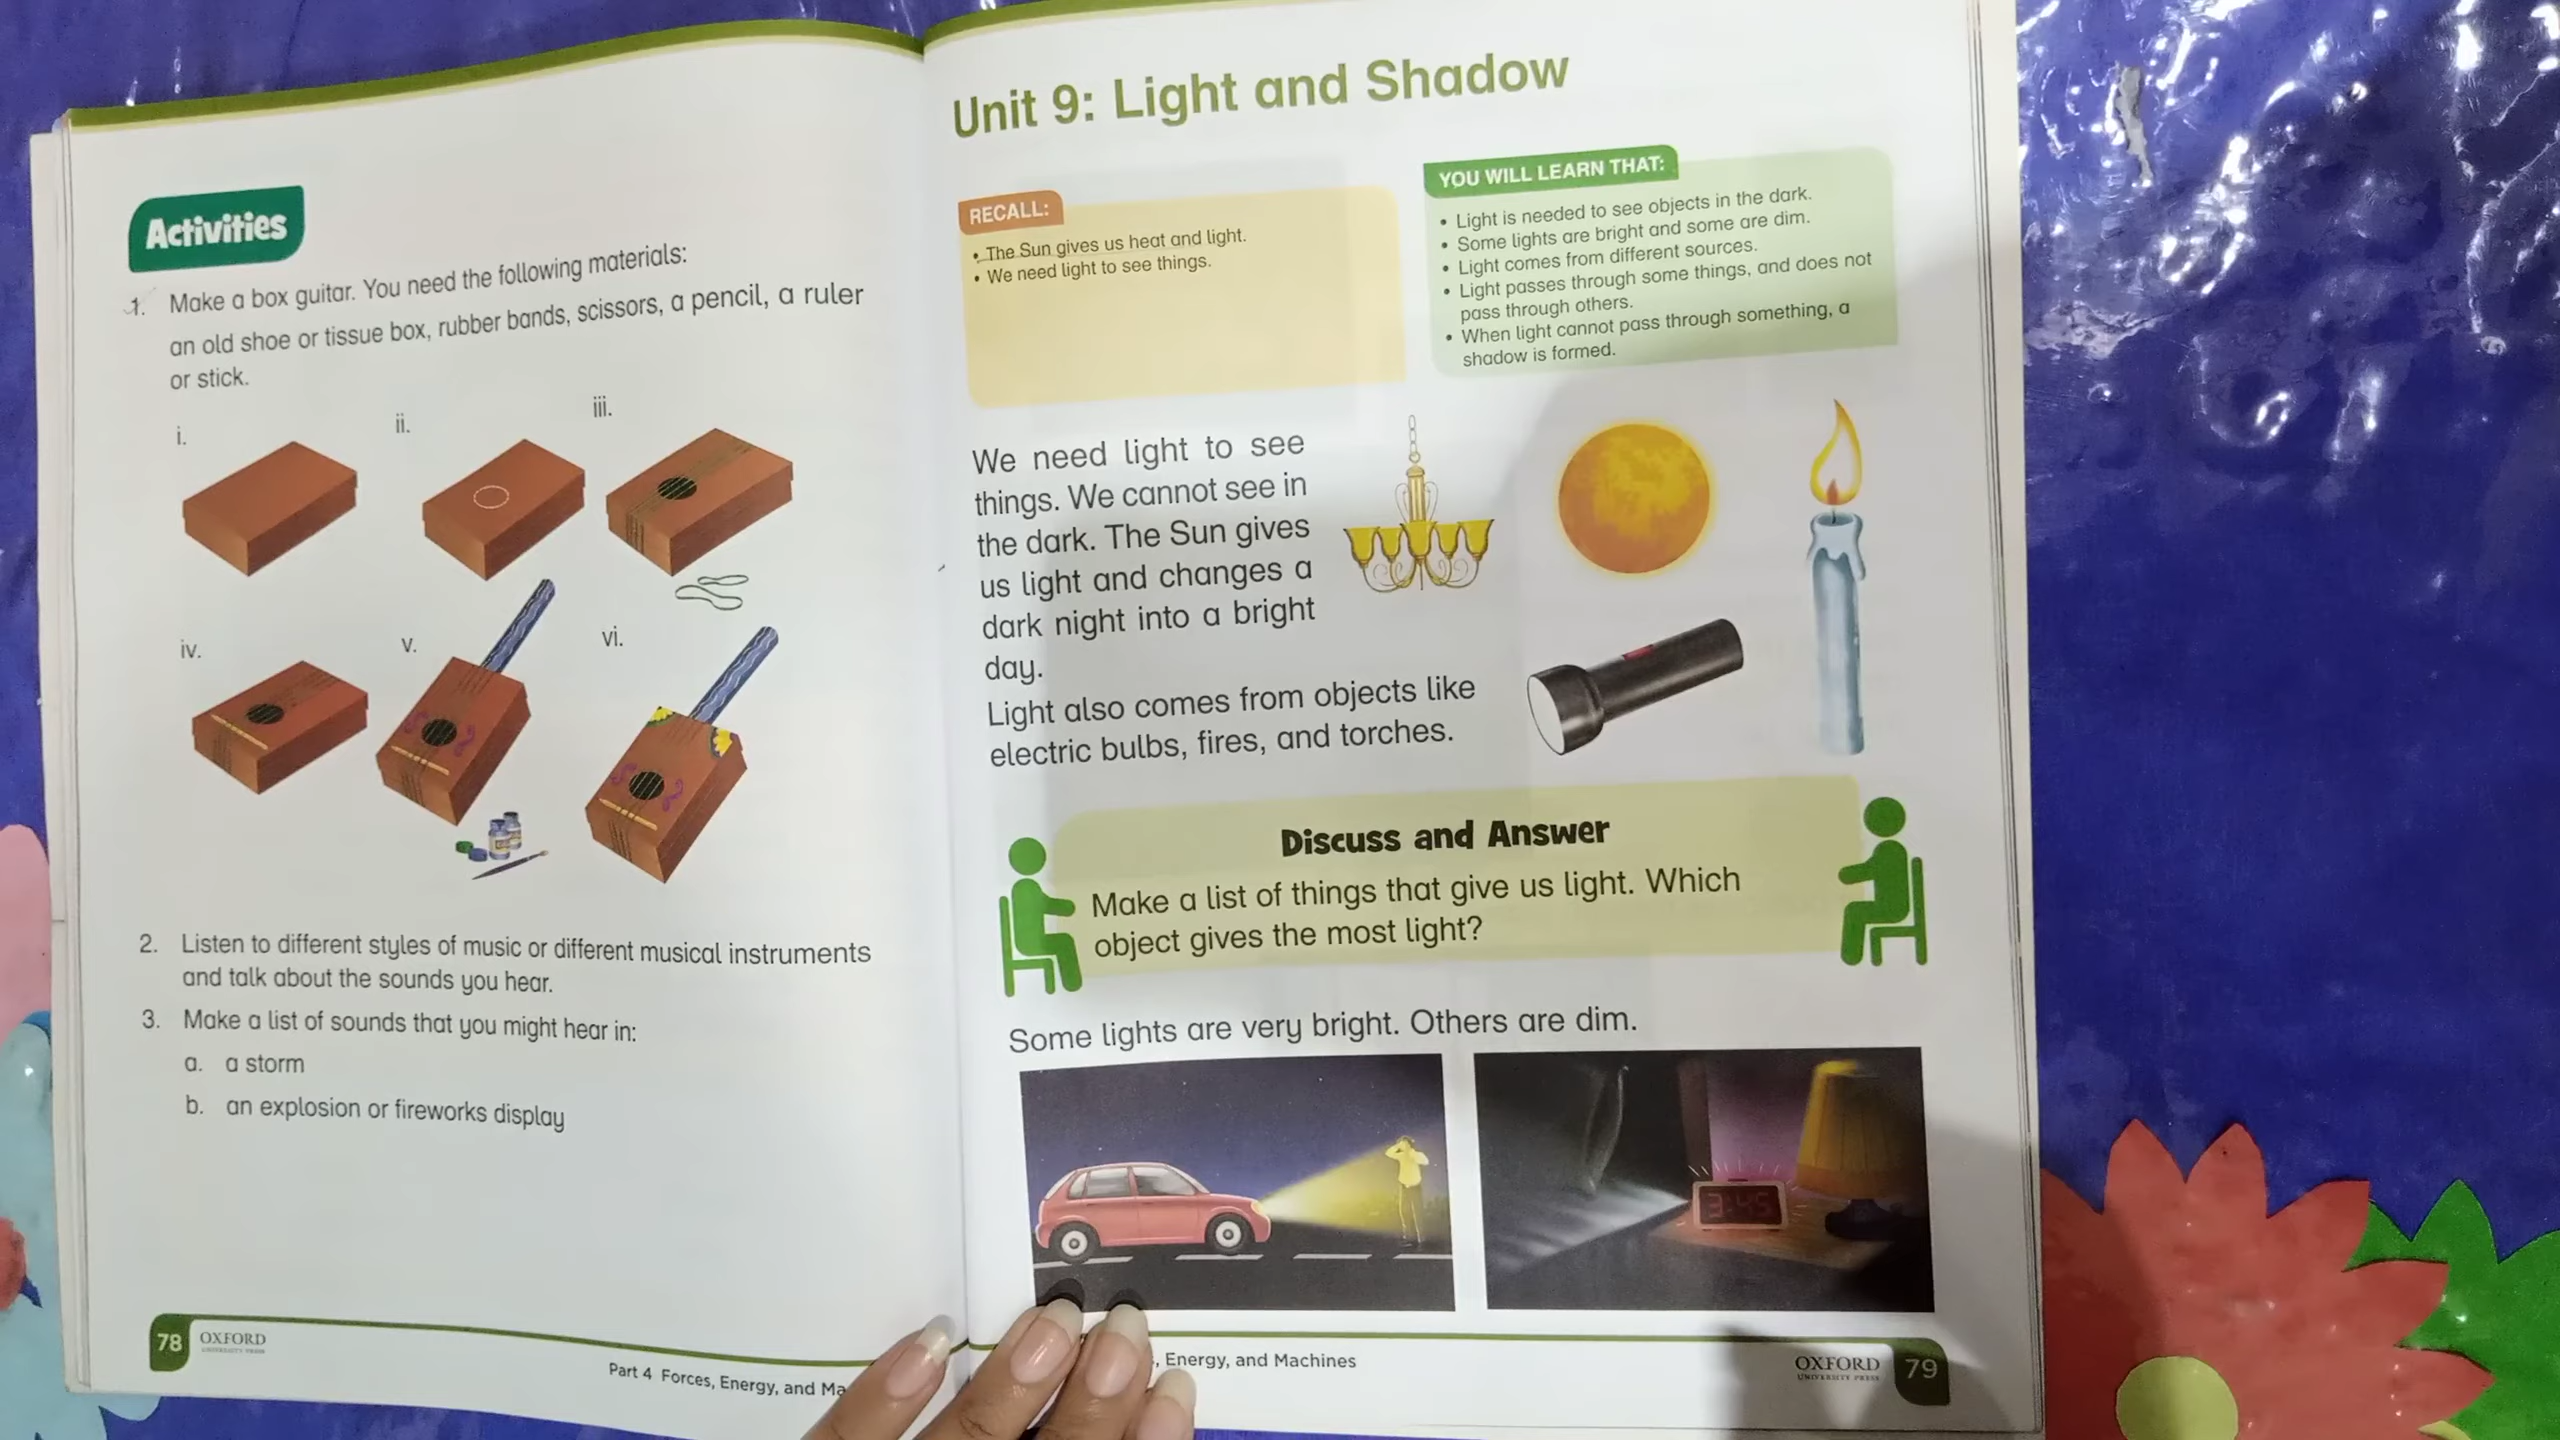 Activities
1. Make a box guitar. You need the following materials:
an old shoe or tissue box, rubber bands, scissors, a pencil, a ruler
or stick.
i.
ii.
iii.
iv.
v.
vi.
2. Listen to different styles of music or different musical instruments
and talk about the sounds you hear.
3. Make a list of sounds that you might hear in:
a. a storm
b. an explosion or fireworks display
78
OXFORD
UNIVERSITY PRESS
Part 4 Forces, Energy, and Ma
Unit 9: Light and Shadow
RECALL:
• The Sun gives us heat and light.
• We need light to see things.
YOU WILL LEARN THAT:
• Light is needed to see objects in the dark.
• Some lights are bright and some are dim.
• Light comes from different sources.
• Light passes through some things, and does not
pass through others.
• When light cannot pass through something, a
shadow is formed.
We need light to see
things. We cannot see in
the dark. The Sun gives
us light and changes a
dark night into a bright
day.
Light also comes from objects like
electric bulbs, fires, and torches.
Discuss and Answer
Make a list of things that give us light. Which
object gives the most light?
Some lights are very bright. Others are dim.
3:45
, Energy, and Machines
OXFORD
UNIVERSITY PRESS
79